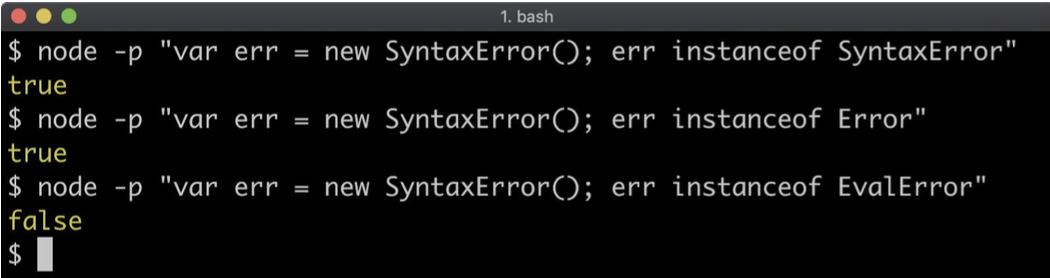 1. bash
$ node -p "var err = new SyntaxError(); err instanceof SyntaxError"
true
$ node -p "var err = new SyntaxError(); err instanceof Error"
true
$ node -p "var err = new SyntaxError(); err instanceof EvalError"
false
$